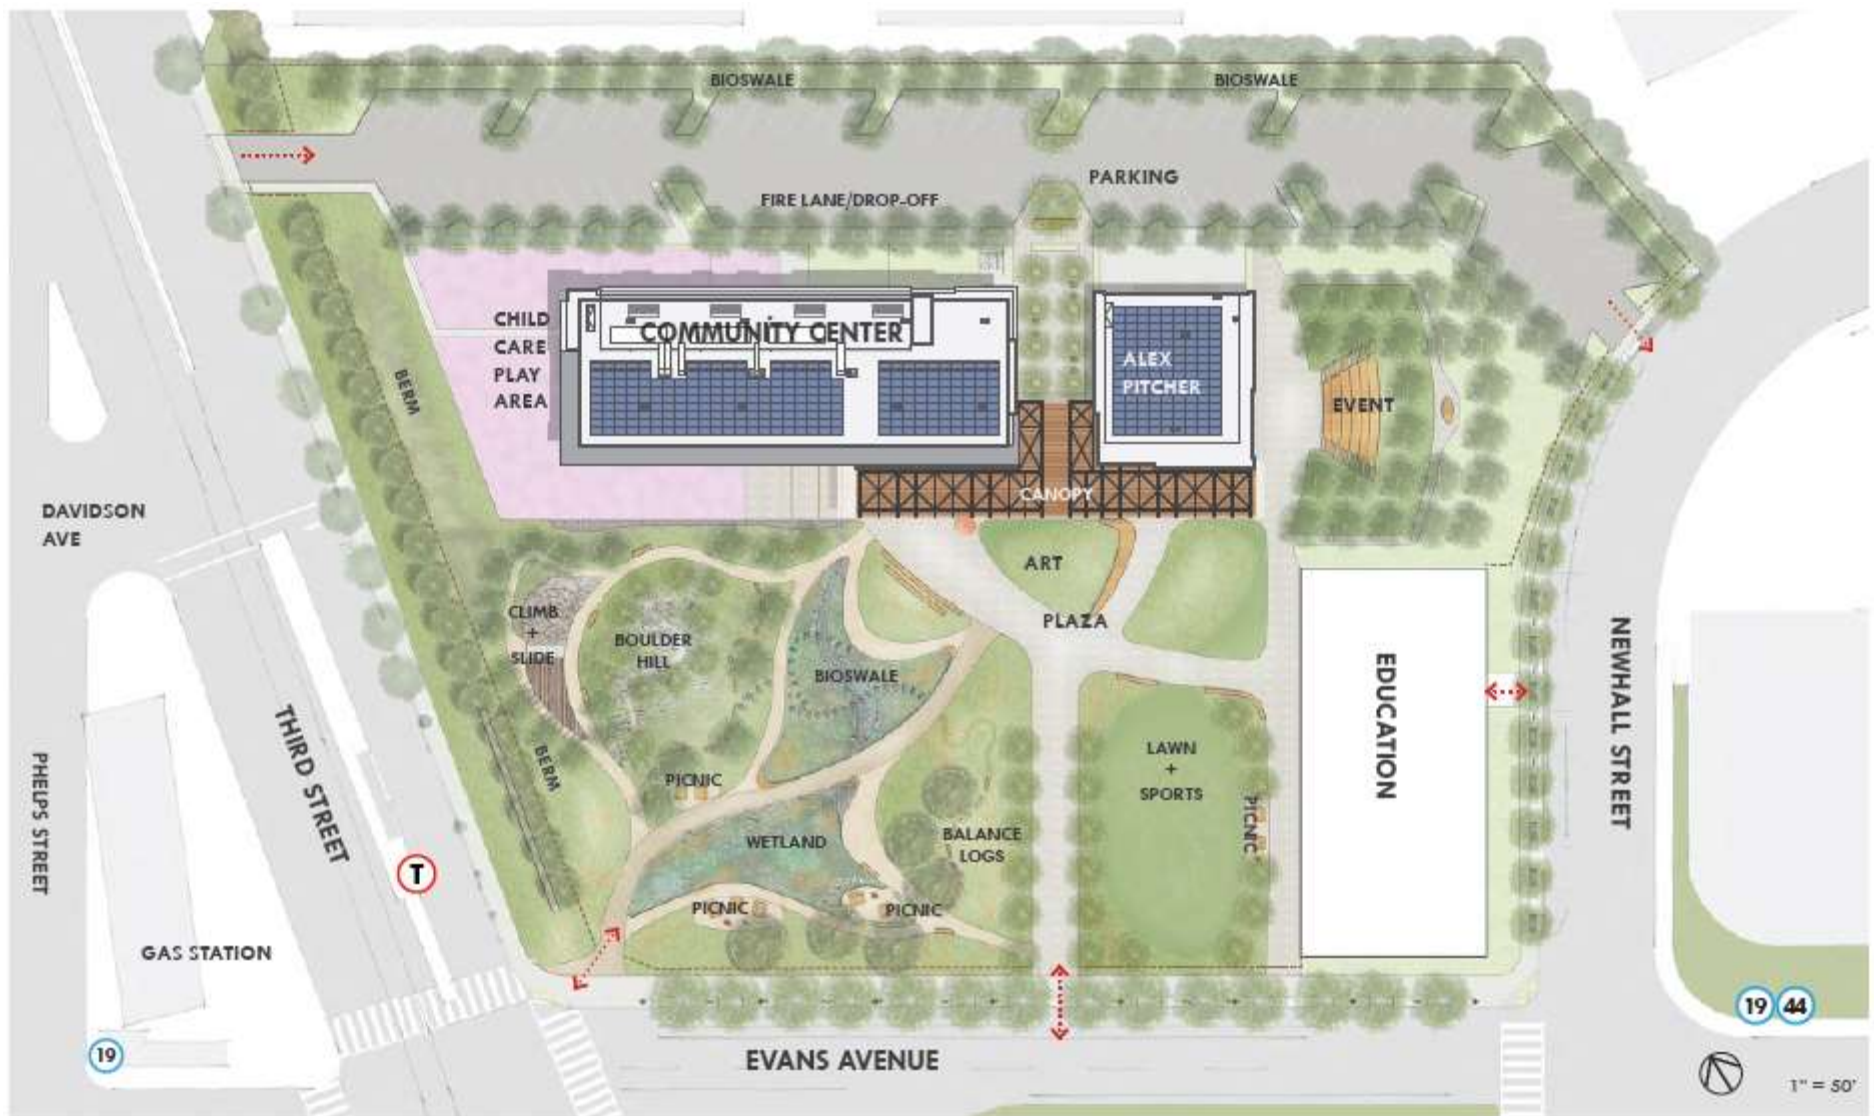 BIOSWALE
BIOSWALE
PARKING
FIRE LANE/DROP-OFF
CHILD
CARE
PLAY
AREA
COMMUNITY CENTER
ALEX
PITCHER
BERM
EVENT
CANOPY
DAVIDSON
AVE
ART
PLAZA
CLIMB
+
SLIDE
BOULDER
HILL
BIOSWALE
EDUCATION
NEWHALL STREET
THIRD STREET
PHELPS STREET
BERM
PICNIC
LAWN
+
SPORTS
PICNIC
WETLAND
BALANCE
LOGS
T
PICNIC
PICNIC
GAS STATION
19
19
44
EVANS AVENUE
1" = 50'